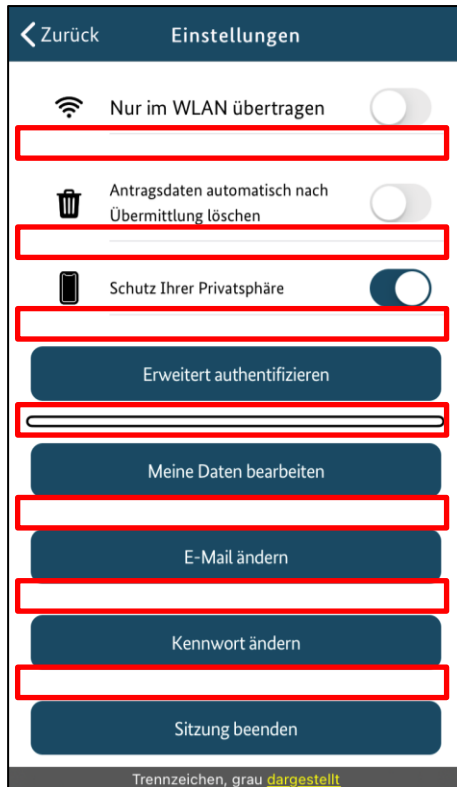 Zurück Einstellungen
Nur im WLAN übertragen
Antragsdaten automatisch nach
Übermittlung löschen
Schutz Ihrer Privatsphäre
Erweitert authentifizieren
Meine Daten bearbeiten
E-Mail ändern
Kennwort ändern
Sitzung beenden
Trennzeichen, grau dargestellt